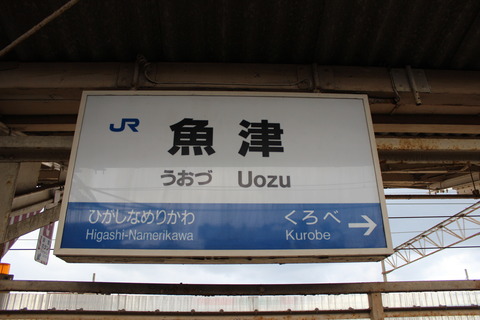 JR 魚津
うおづ Uozu
ひがしなめりかわ くろべ →
Higashi-Namerikawa Kurobe